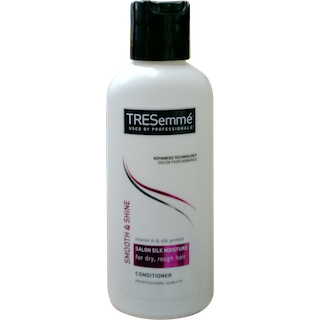 TRESemmé
USED BY PROFESSIONALS
ADVANCED TECHNOLOGY
SALON PERFORMANCE
SMOOTH & SHINE
vitamin H & silk protein
SALON SILK MOISTURE
for dry, rough hair
CONDITIONER
PROFESSIONAL QUALITY